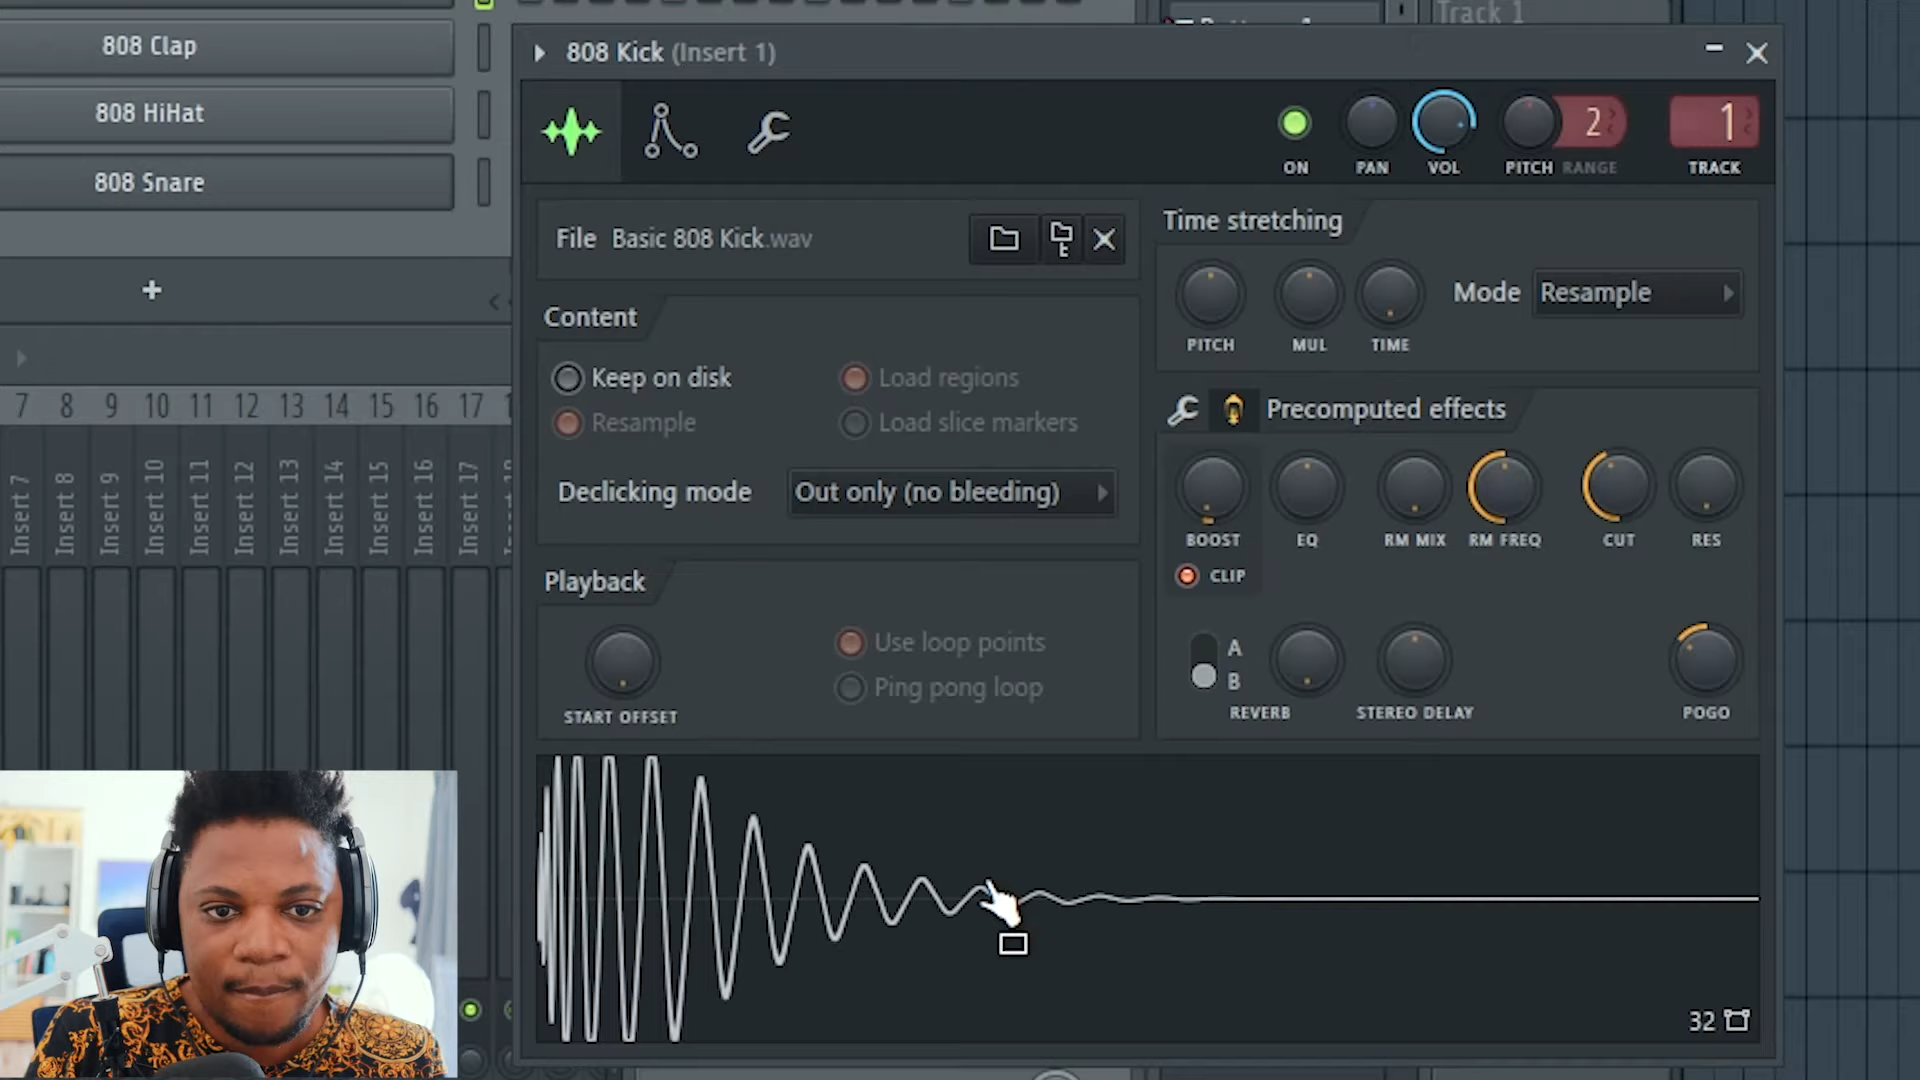 808 Clap
808 HiHat
808 Snare
+
7 8 9 10 11 12 13 14 15 16 17
Insert 7
Insert 8
Insert 9
Insert 10
Insert 11
Insert 12
Insert 13
Insert 14
Insert 15
Insert 16
Insert 17
Track 1
808 Kick (Insert 1)
ON
PAN
VOL
PITCH
2
RANGE
1
TRACK
File Basic 808 Kick.wav
Content
Keep on disk
Load regions
Resample
Load slice markers
Declicking mode Out only (no bleeding)
Playback
START OFFSET
Use loop points
Ping pong loop
Time stretching
PITCH
MUL
TIME
Mode Resample
Precomputed effects
BOOST
EQ
RM MIX
RM FREQ
CUT
RES
CLIP
A
B
REVERB
STEREO DELAY
POGO
32